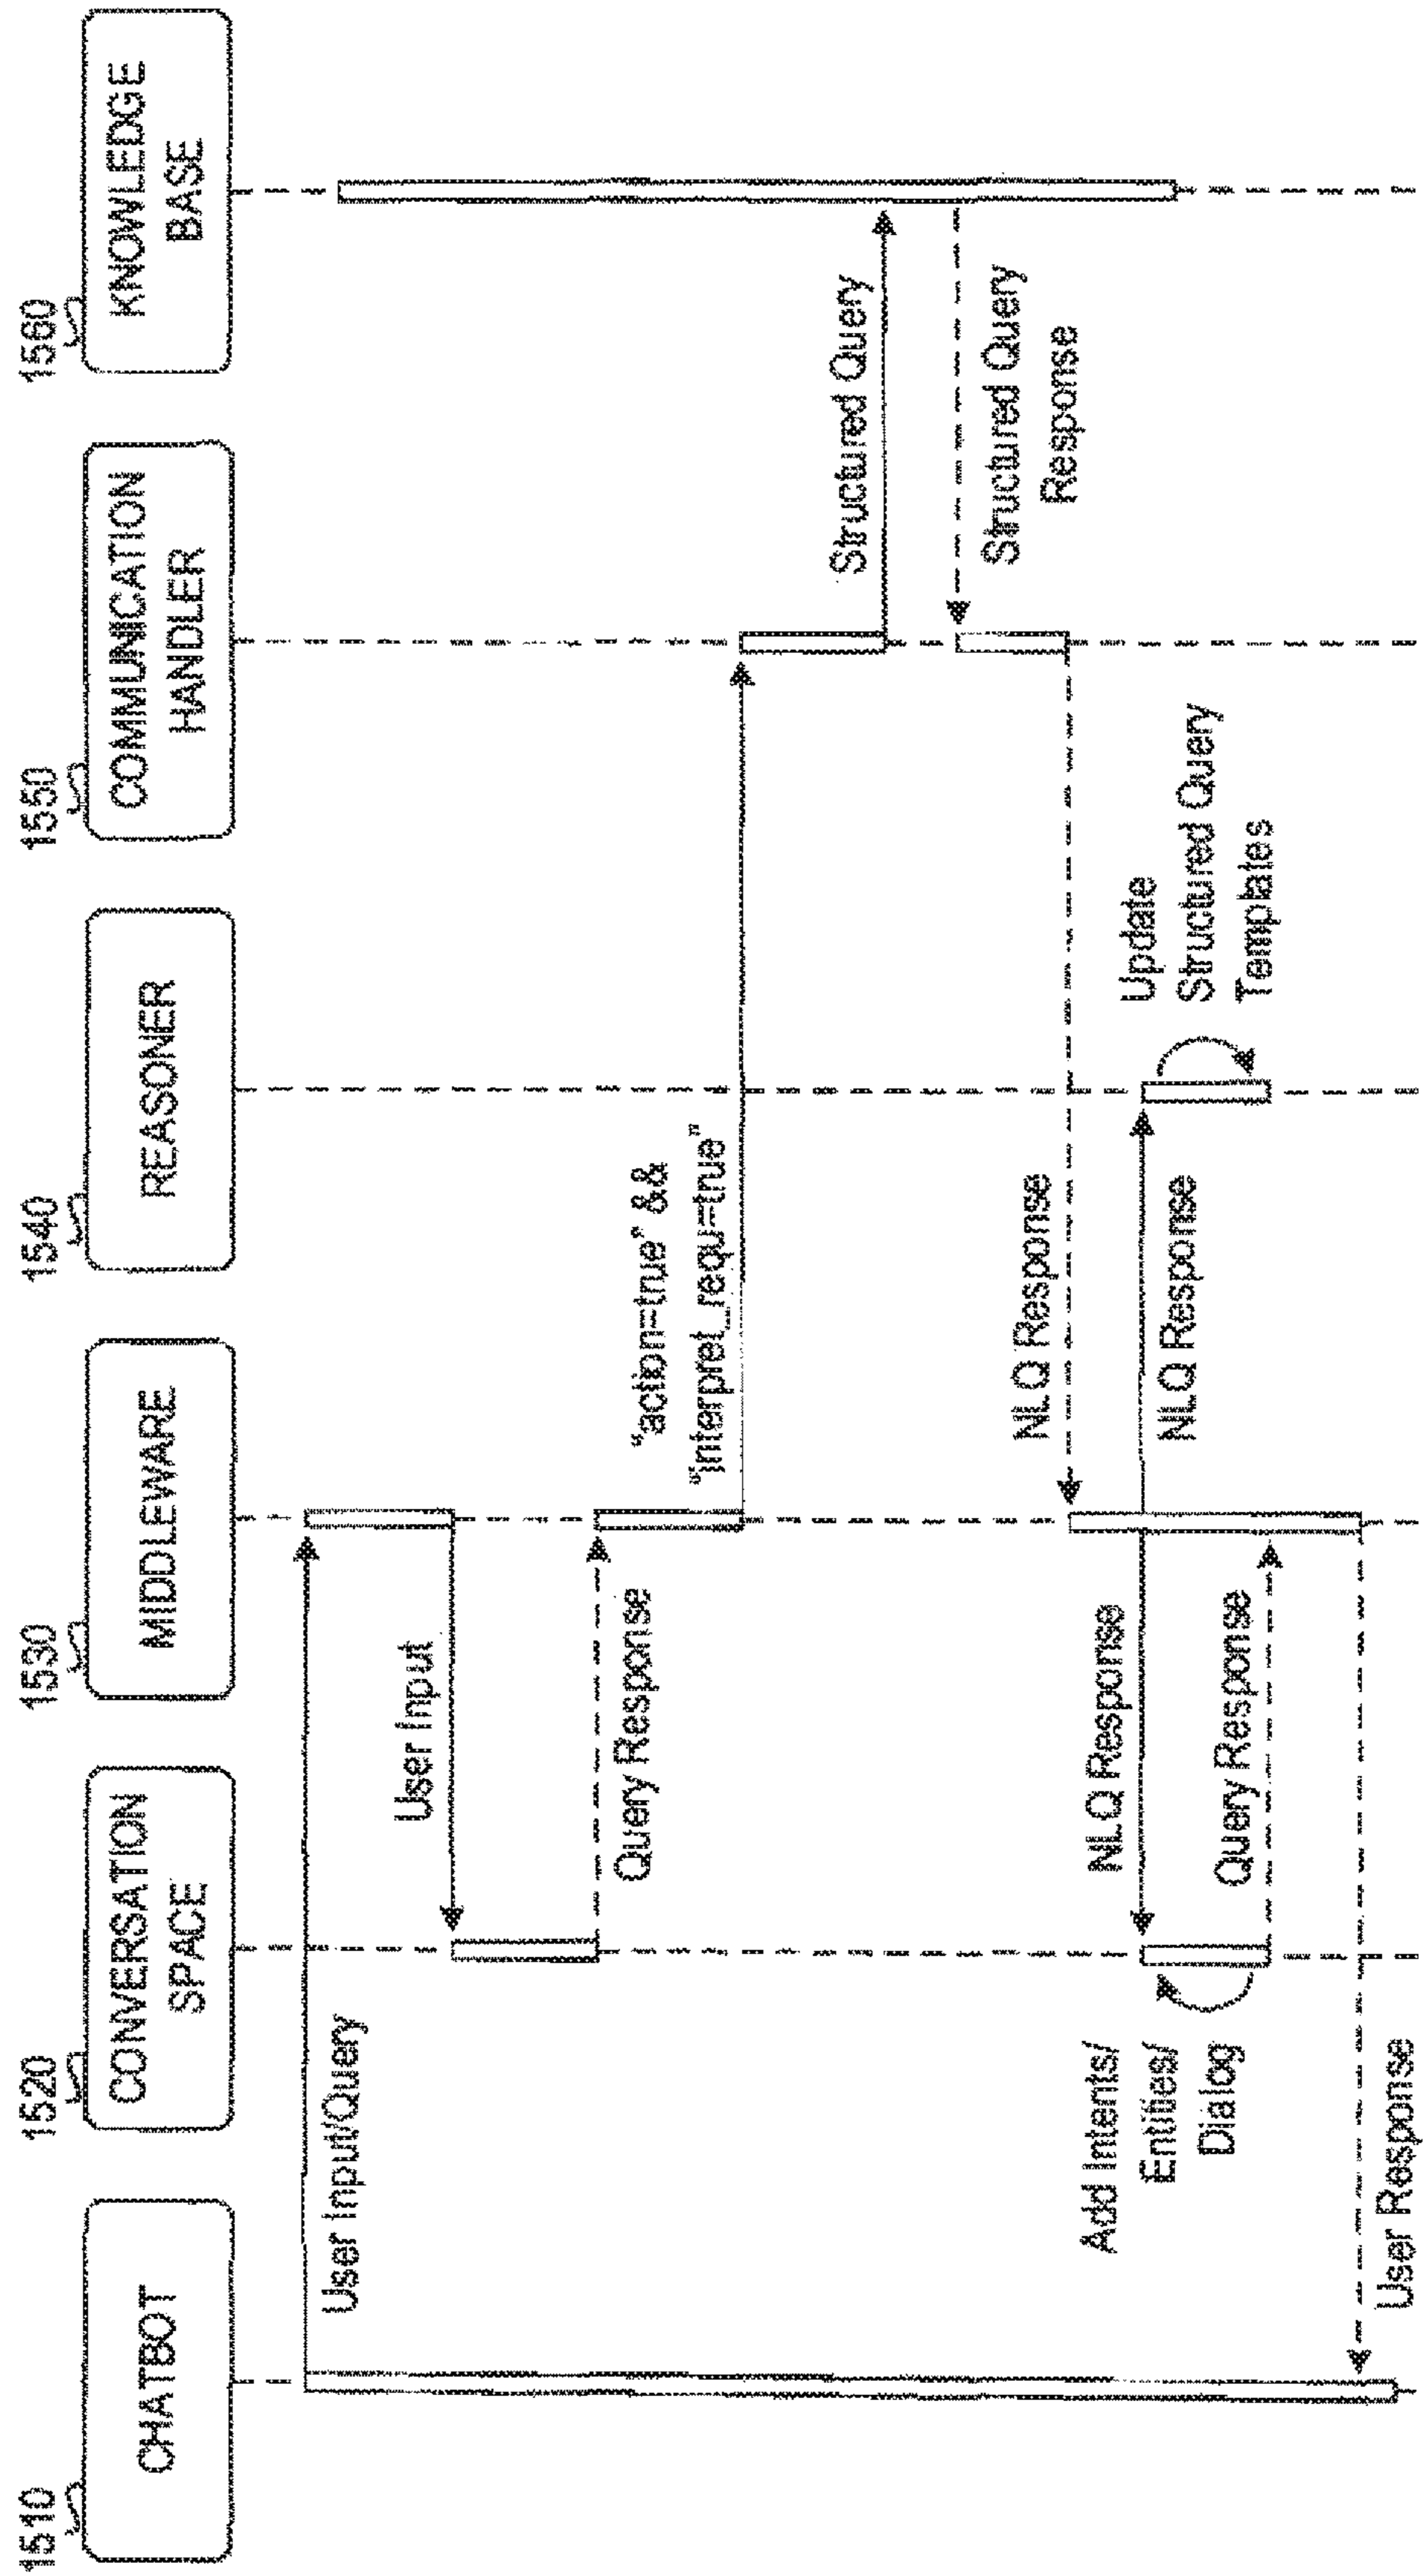 1510
CHATBOT
1520
CONVERSATION
SPACE
1530
MIDDLEWARE
1540
REASONER
1550
COMMUNICATION
HANDLER
1560
KNOWLEDGE
BASE
User Input/Query
User Input
Query Response
"action=true" &&
"interpret_requ=true"
Structured Query
Structured Query
Response
NLQ Response
NLQ Response
NLQ Response
Update
Structured Query
Templates
Add Intents/
Entities/
Dialog
Query Response
User Response